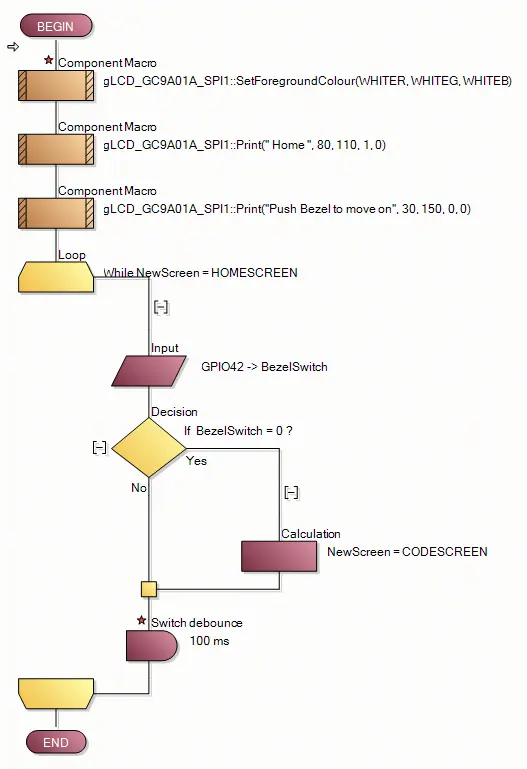 BEGIN
Component Macro
gLCD_GC9A01A_SPI1::SetForegroundColour(WHITER, WHITEG, WHITEB)
Component Macro
gLCD_GC9A01A_SPI1::Print(" Home ", 80, 110, 1, 0)
Component Macro
gLCD_GC9A01A_SPI1::Print("Push Bezel to move on", 30, 150, 0, 0)
Loop
While NewScreen = HOMESCREEN
Input
GPIO42 -> BezelSwitch
Decision
If BezelSwitch = 0 ?
Yes
No
Calculation
NewScreen = CODESCREEN
Switch debounce
100 ms
END